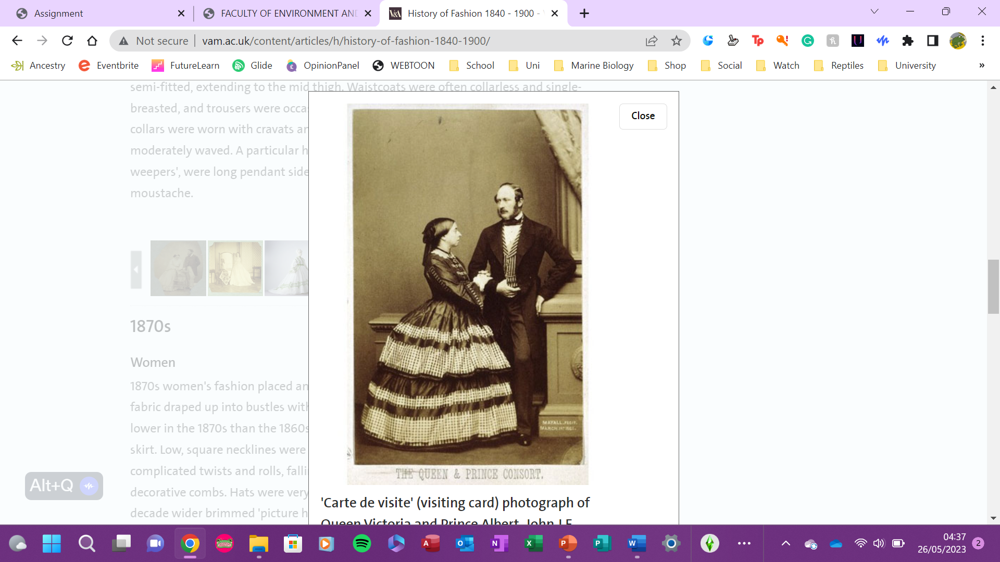 Assignment
FACULTY OF ENVIRONMENT AND
V&A History of Fashion 1840 - 1900 -
Not secure vam.ac.uk/content/articles/h/history-of-fashion-1840-1900/
Ancestry Eventbrite FutureLearn Glide OpinionPanel WEBTOON School Uni Marine Biology Shop Social Watch Reptiles University »
semi-fitted, extending to the mid thigh. Waistcoats were often collarless and single-
breasted, and trousers were occas
collars were worn with cravats an
moderately waved. A particular h
weepers', were long pendant side
moustache.
1870s
Women
1870s women's fashion placed an
fabric draped up into bustles with
lower in the 1870s than the 1860s
skirt. Low, square necklines were
complicated twists and rolls, falli
decorative combs. Hats were very
decade wider brimmed 'picture h
Alt+Q
Close
MAYALL. FECIT.
MARCH 1ST 1861.
THE QUEEN & PRINCE CONSORT.
'Carte de visite' (visiting card) photograph of
Queen Victoria and Prince Albert, John J E
04:37
26/05/2023
2